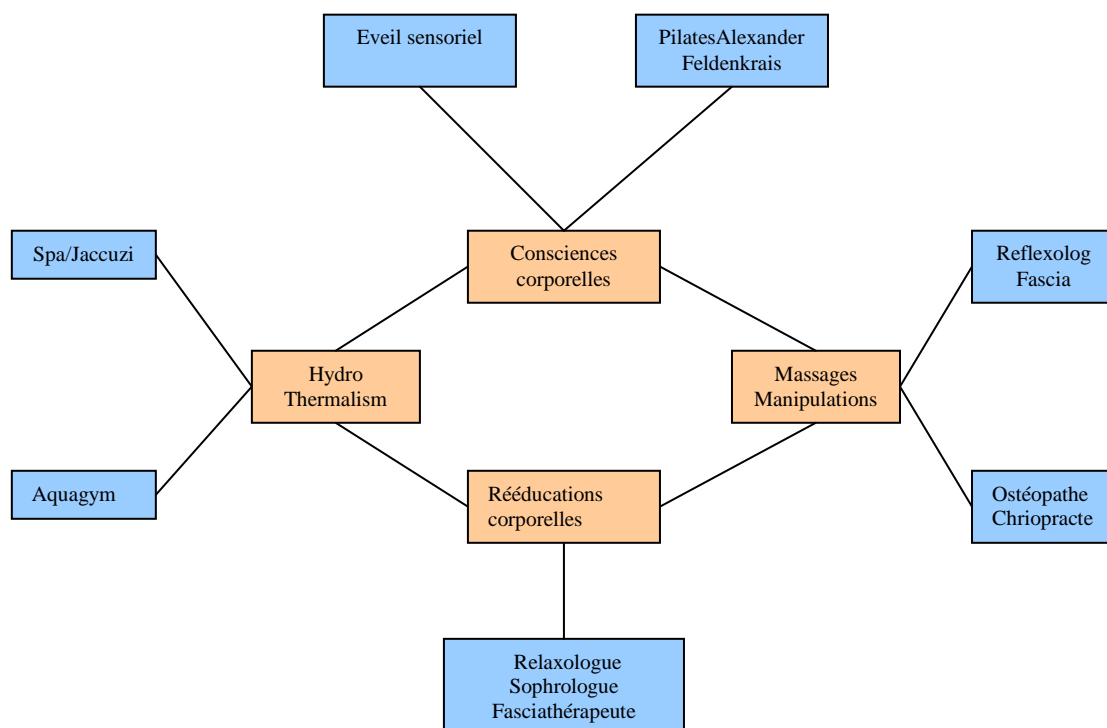 Eveil sensoriel
PilatesAlexander
Feldenkrais
Spa/Jaccuzi
Consciences
corporelles
Reflexolog
Fascia
Hydro
Thermalism
Massages
Manipulations
Aquagym
Rééducations
corporelles
Ostéopathe
Chriopracte
Relaxologue
Sophrologue
Fasciathérapeute